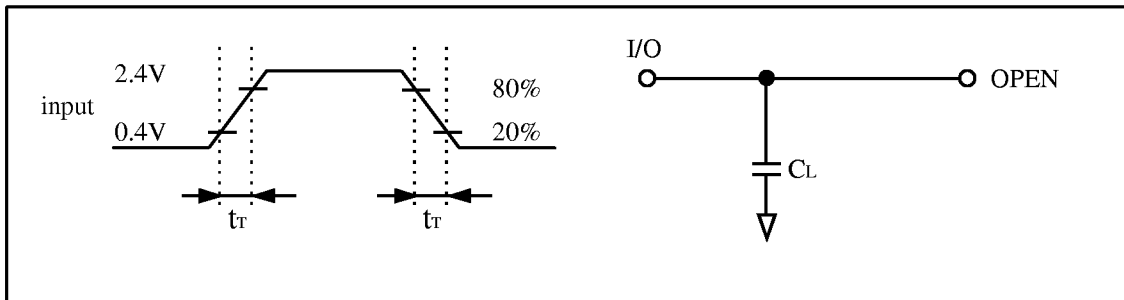 input
2.4V
0.4V
80%
20%
tT
tT
I/O
OPEN
CL